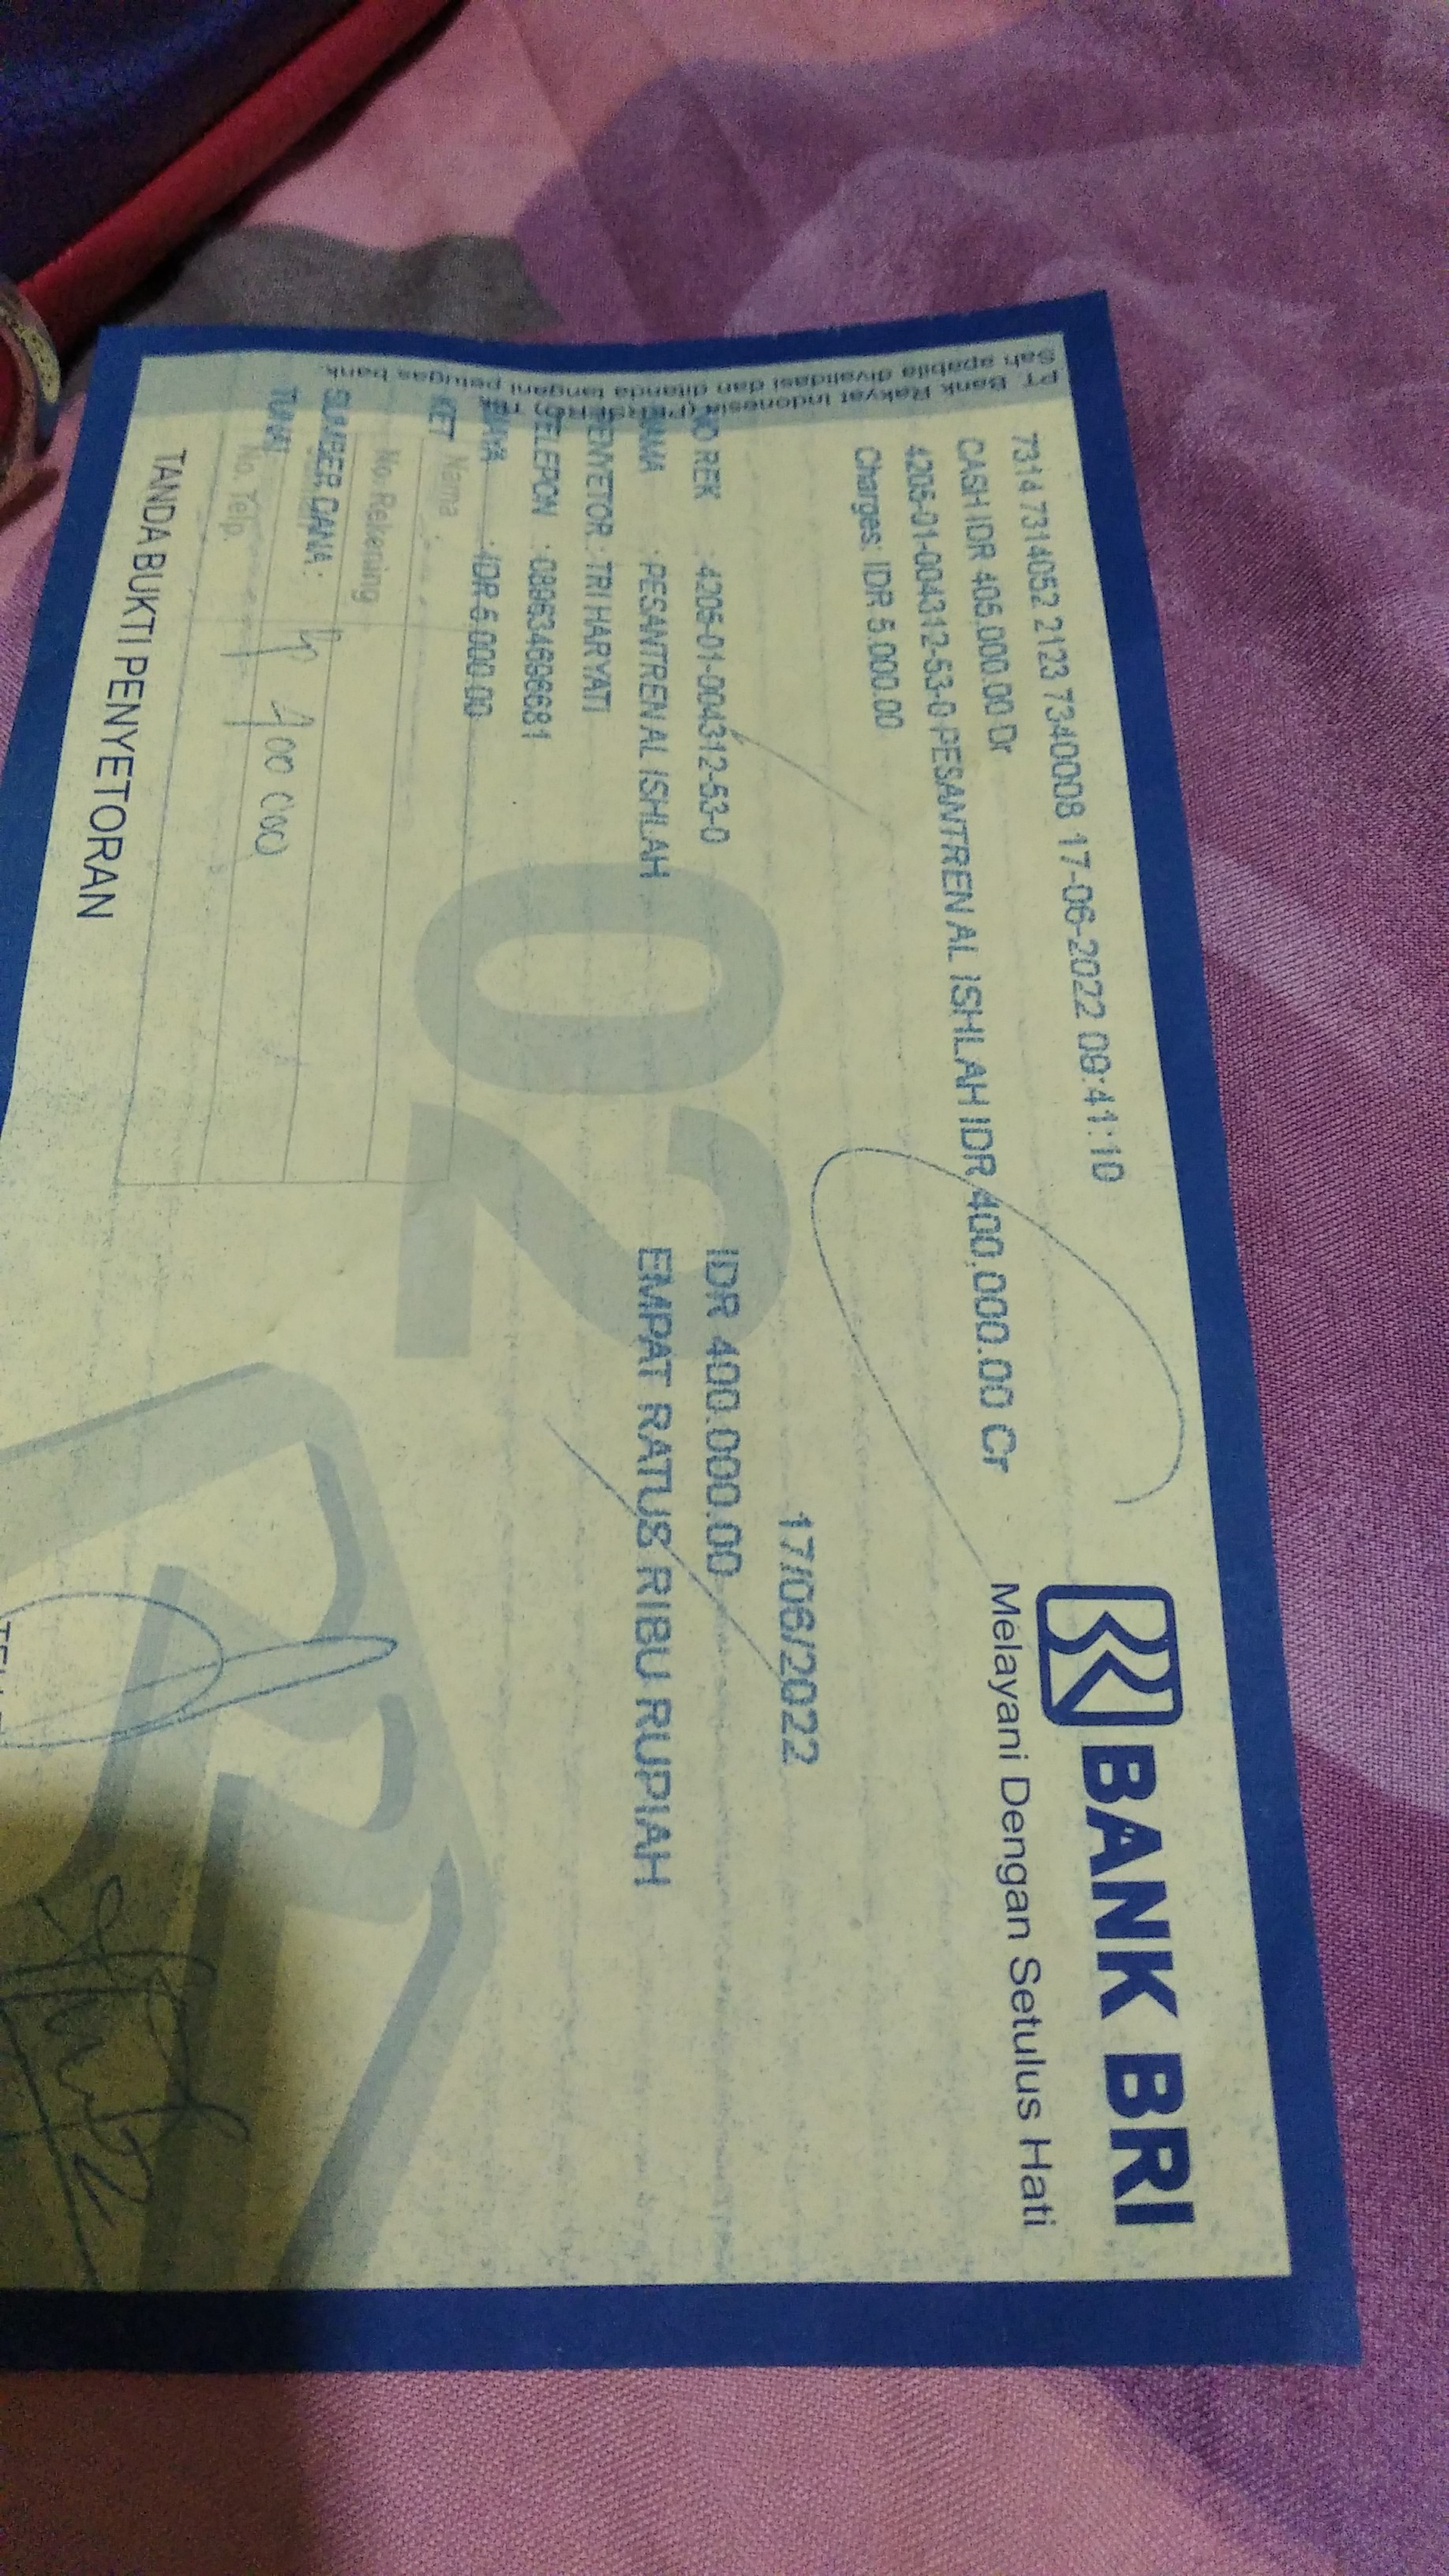 BANK BRI
Melayani Dengan Setulus Hati
7314 7314052 2123 7340008 17-06-2022 08:41:10
CASH IDR 405,000.00 Dr
4205-01-004312-53-0 PESANTREN AL ISHLAH IDR 400,000.00 Cr
Charges: IDR 5.000.00
17/06/2022
NO REK : 4205-01-004312-53-0 IDR 400.000.00
NAMA : PESANTREN AL ISHLAH EMPAT RATUS RIBU RUPIAH
PENYETOR : TRI HARYATI
TELEPON :
BIAYA : IDR 5.000.00
KET
Nama
No. Rekening
SUMBER DANA :
TUNAI
No. Telp.
Rp 400 000
02
TANDA BUKTI PENYETORAN
PT. Bank Rakyat Indonesia (PERSERO) Tbk
Sah apabila divalidasi dan ditanda tangani petugas bank.